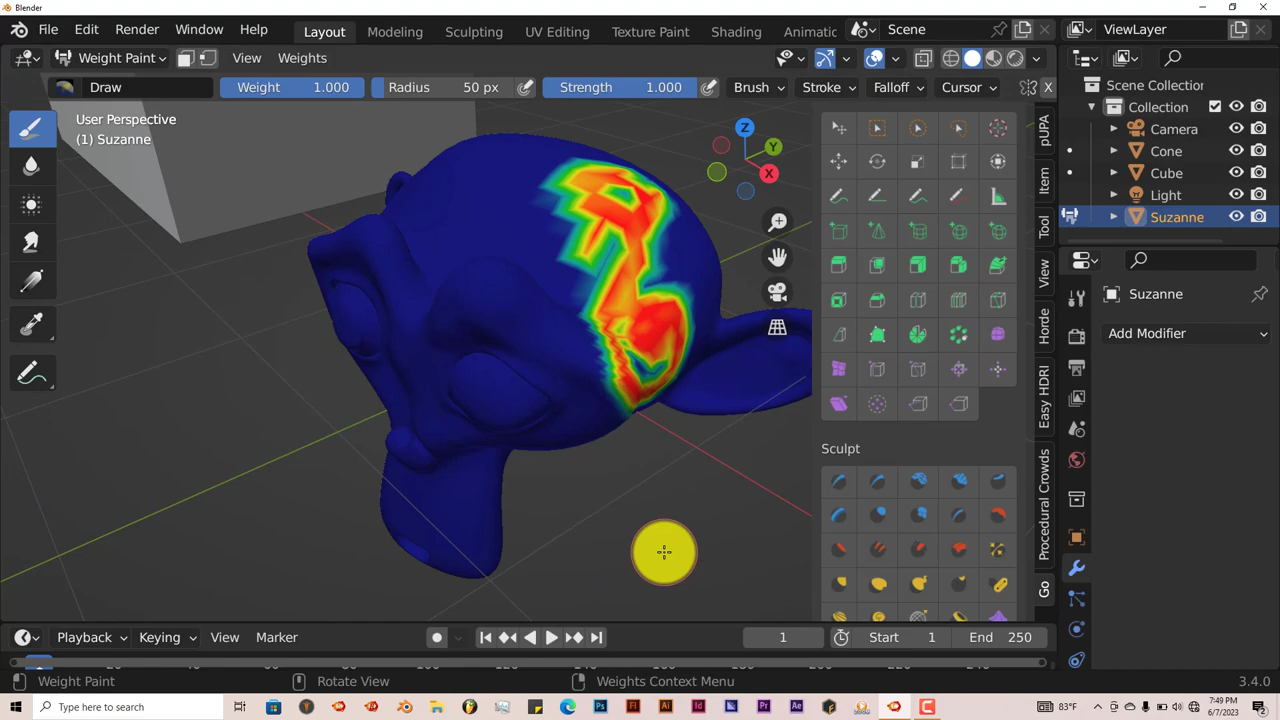 Blender
File Edit Render Window Help Layout Modeling Sculpting UV Editing Texture Paint Shading Scene ViewLayer
Weight Paint View Weights
Draw Weight 1.000 Radius 50 px Strength 1.000 Brush Stroke Falloff Cursor X
User Perspective
(1) Suzanne
Z
Y
X
pUPA
Item
Tool
View
Horde
Easy HDRI
Procedural Crowds
Go
Sculpt
Scene Collection
Collection
Camera
Cone
Cube
Light
Suzanne
Suzanne
Add Modifier
Playback Keying View Marker 1 Start 1 End 250
Weight Paint Rotate View Weights Context Menu 3.4.0
Type here to search 83°F 7:49 PM
6/7/2023